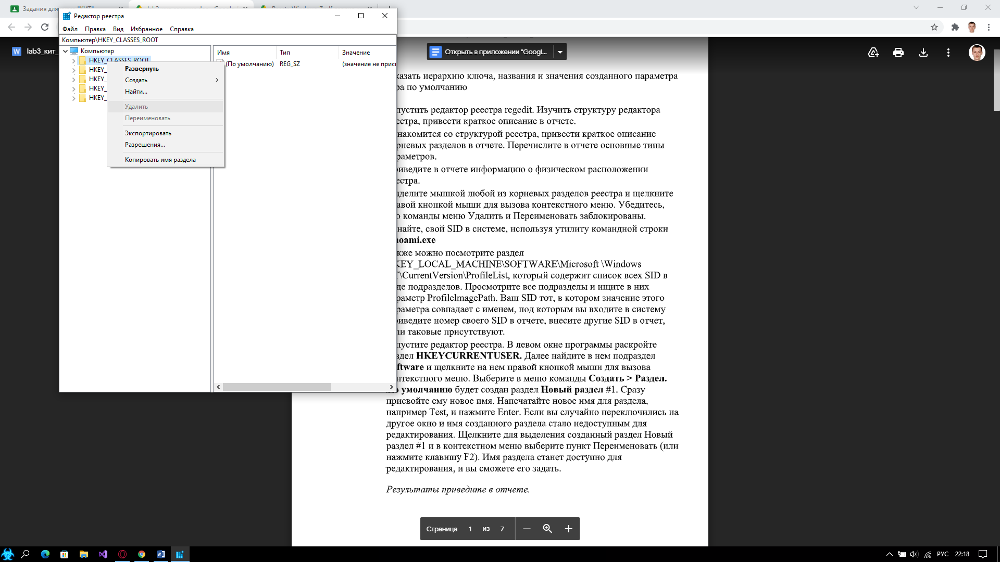 Задания для
"КИТ"
Редактор реестра
Файл Правка Вид Избранное Справка
Компьютер\HKEY_CLASSES_ROOT
Компьютер
HKEY_CLASSES_ROOT
HKEY_
HKEY_
HKEY_
HKEY_
Развернуть
Создать
Найти...
Удалить
Переименовать
Экспортировать
Разрешения...
Копировать имя раздела
Имя Тип Значение
(По умолчанию) REG_SZ (значение не прис
W lab3_кит_
Открыть в приложении "Googl...
казать иерархию ключа, названия и значения созданного параметра
ра по умолчанию
пустить редактор реестра regedit. Изучить структуру редактора
естра, привести краткое описание в отчете.
накомится со структурой реестра, привести краткое описание
рневых разделов в отчете. Перечислите в отчете основные типы
раметров.
иведите в отчете информацию о физическом расположении
естра.
делите мышкой любой из корневых разделов реестра и щелкните
авой кнопкой мыши для вызова контекстного меню. Убедитесь,
о команды меню Удалить и Переименовать заблокированы.
найте, свой SID в системе, используя утилиту командной строки
oami.exe
кже можно посмотрите раздел
KEY_LOCAL_MACHINE\SOFTWARE\Microsoft \Windows
T\CurrentVersion\ProfileList, который содержит список всех SID в
де подразделов. Просмотрите все подразделы и ищите в них
раметр ProfilelmagePath. Ваш SID тот, в котором значение этого
раметра совпадает с именем, под которым вы входите в систему
иведите номер своего SID в отчете, внесите другие SID в отчет,
ли таковые присутствуют.
пустите редактор реестра. В левом окне программы раскройте
здел HKEYCURRENTUSER. Далее найдите в нем подраздел
ftware и щелкните на нем правой кнопкой мыши для вызова
нтекстного меню. Выберите в меню команды Создать > Раздел.
о умолчанию будет создан раздел Новый раздел #1. Сразу
присвойте ему новое имя. Напечатайте новое имя для раздела,
например Test, и нажмите Enter. Если вы случайно переключились на
другое окно и имя созданного раздела стало недоступным для
редактирования. Щелкните для выделения созданный раздел Новый
раздел #1 и в контекстном меню выберите пункт Переименовать (или
нажмите клавишу F2). Имя раздела станет доступно для
редактирования, и вы сможете его задать.
Результаты приведите в отчете.
Страница 1 из 7
РУС 22:18